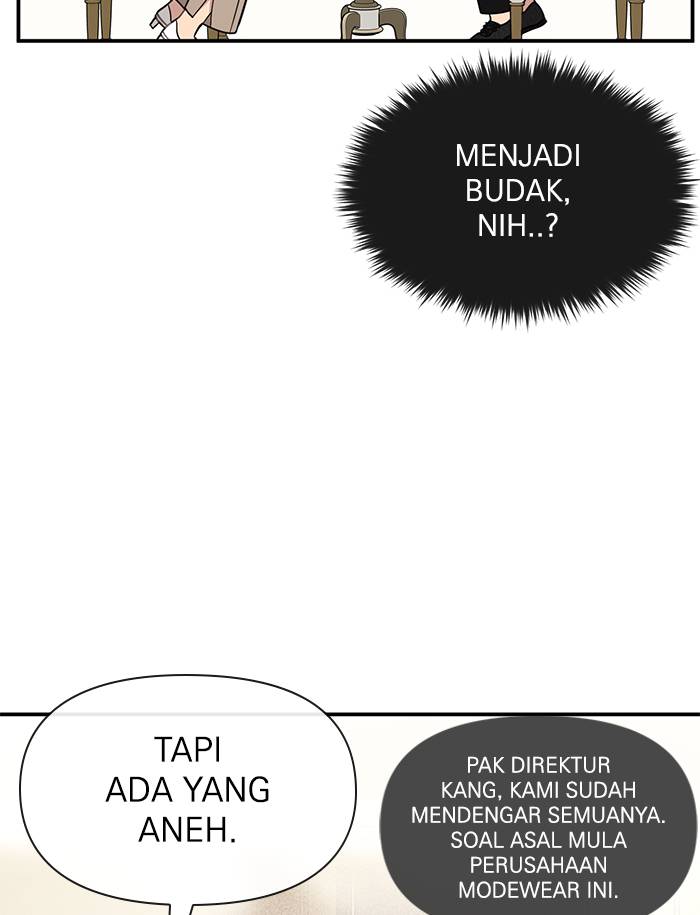 MENJADI
BUDAK,
NIH..?
TAPI
ADA YANG
ANEH.
PAK DIREKTUR
KANG, KAMI SUDAH
MENDENGAR SEMUANYA.
SOAL ASAL MULA
PERUSAHAAN
MODEWEAR INI.